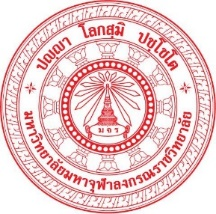 ปญฺญา โลกสฺมิ ปชฺโชโต
ม จ ร
มหาวิทยาลัยมหาจุฬาลงกรณราชวิทยาลัย